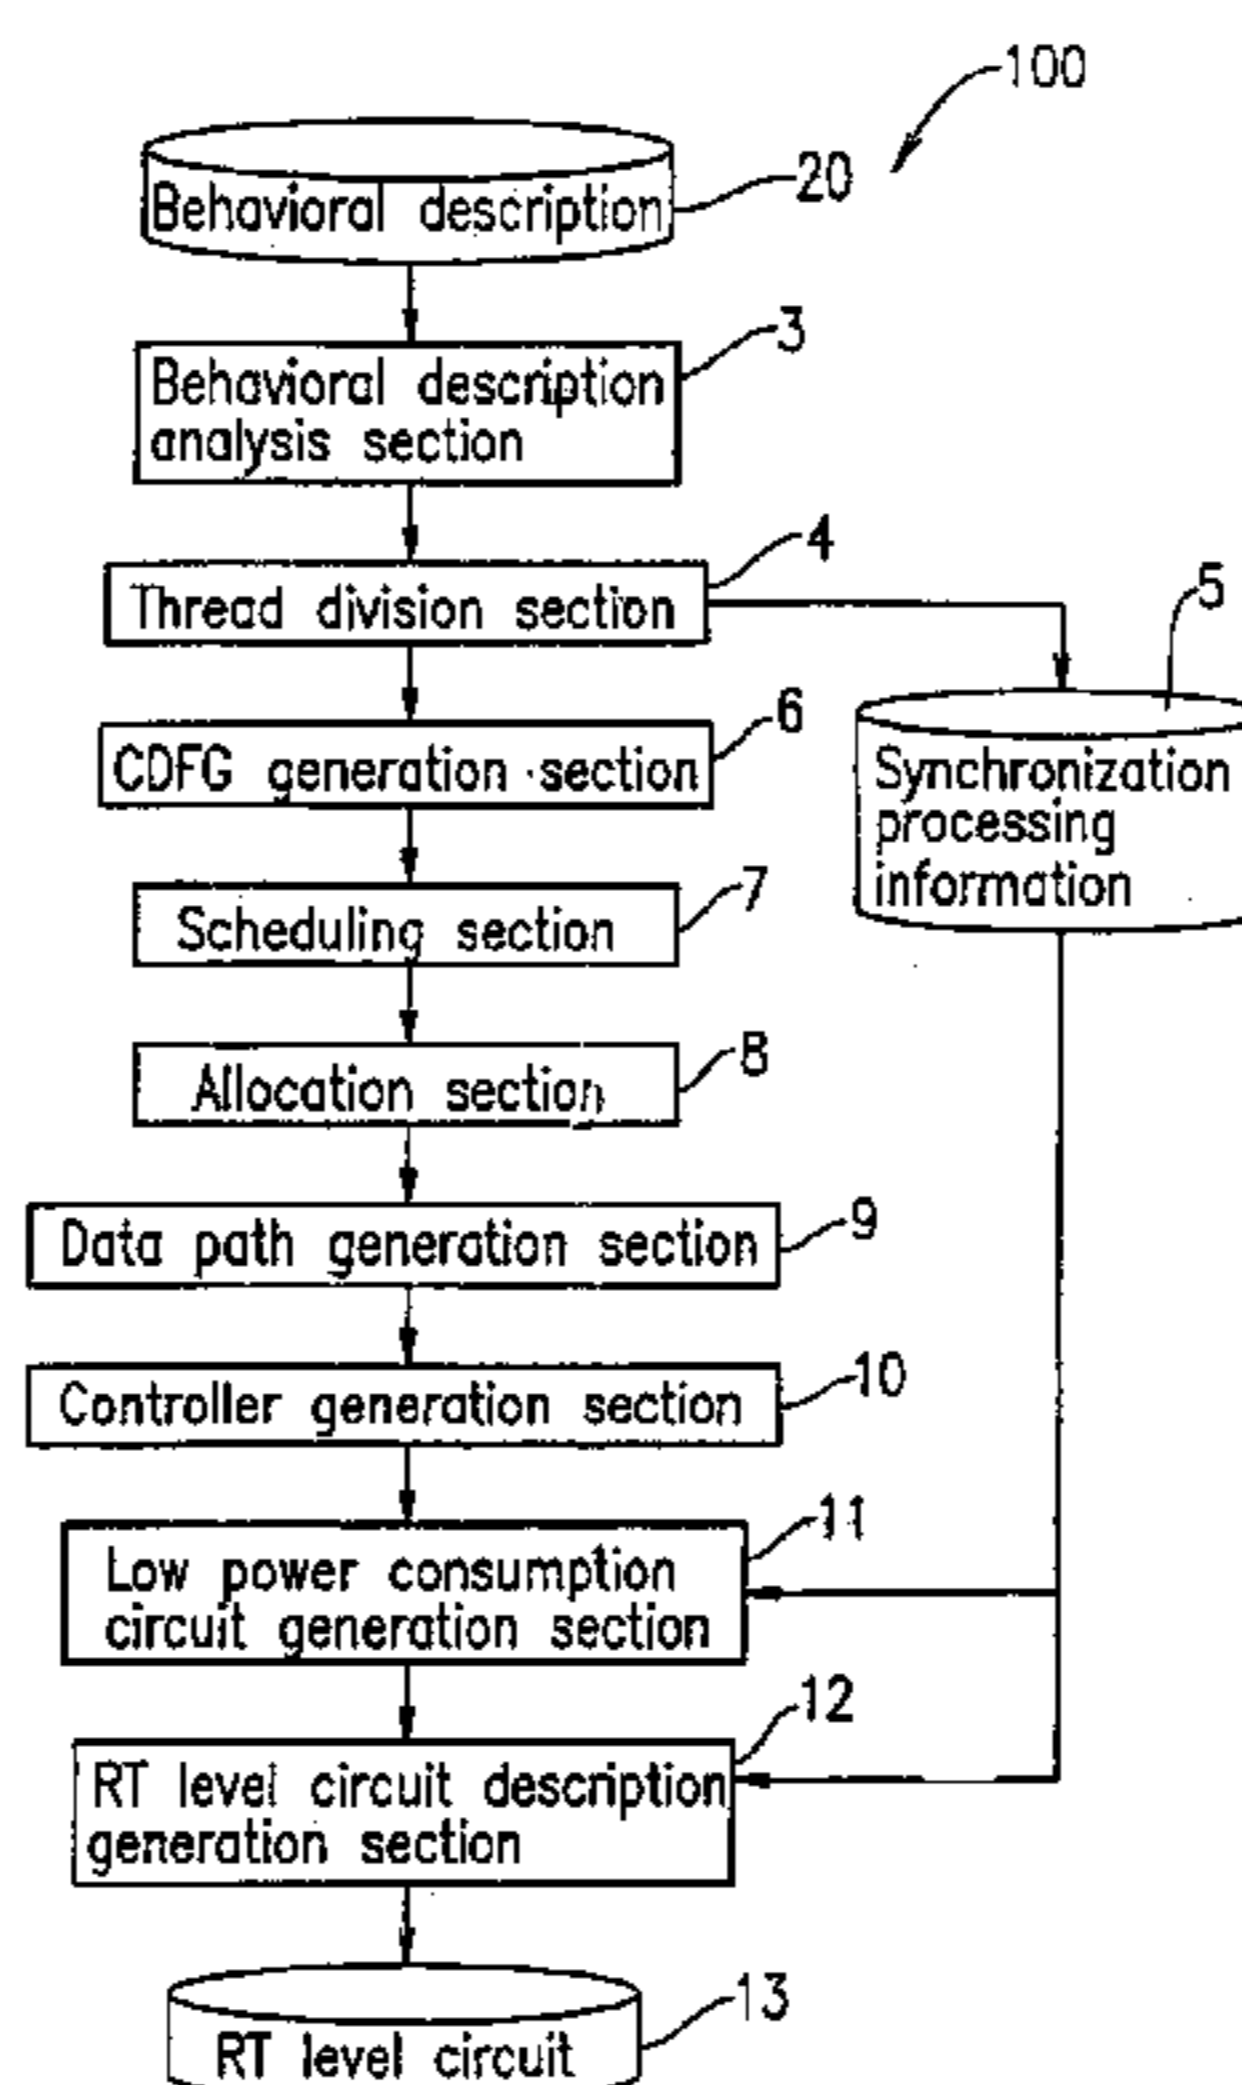 100
Behavioral description
20
3
Behavioral description
analysis section
4
Thread division section
5
6
CDFG generation section
Synchronization
processing
information
7
Scheduling section
8
Allocation section
9
Data path generation section
10
Controller generation section
11
Low power consumption
circuit generation section
12
RT level circuit description
generation section
13
RT level circuit